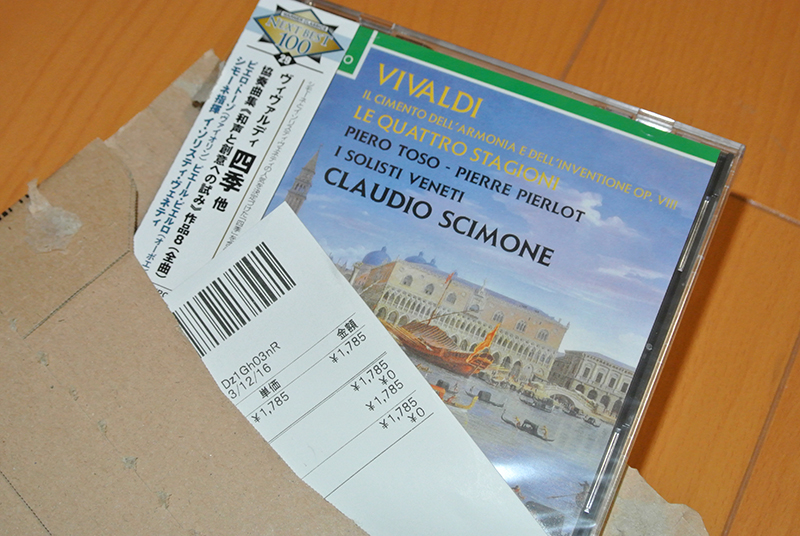 NEXT BEST
100
ヴィヴァルディ
四季 他
協奏曲集《和声と創意への試み》作品8(全曲)
ピエロ・トーゾ(ヴァイオリン) ピエール・ピエルロ(オーボエ
シモーネ指揮 イ・ソリスティ・ヴェネティ
VIVALDI
IL CIMENTO DELL'ARMONIA E DELL'INVENTIONE OP. VIII
LE QUATTRO STAGIONI
PIERO TOSO - PIERRE PIERLOT
I SOLISTI VENETI
CLAUDIO SCIMONE
Dz1Gh03nR
3/12/16
金額
¥1,785
単価
¥1,785
¥1,785
¥0
¥1,785
¥1,785
¥0